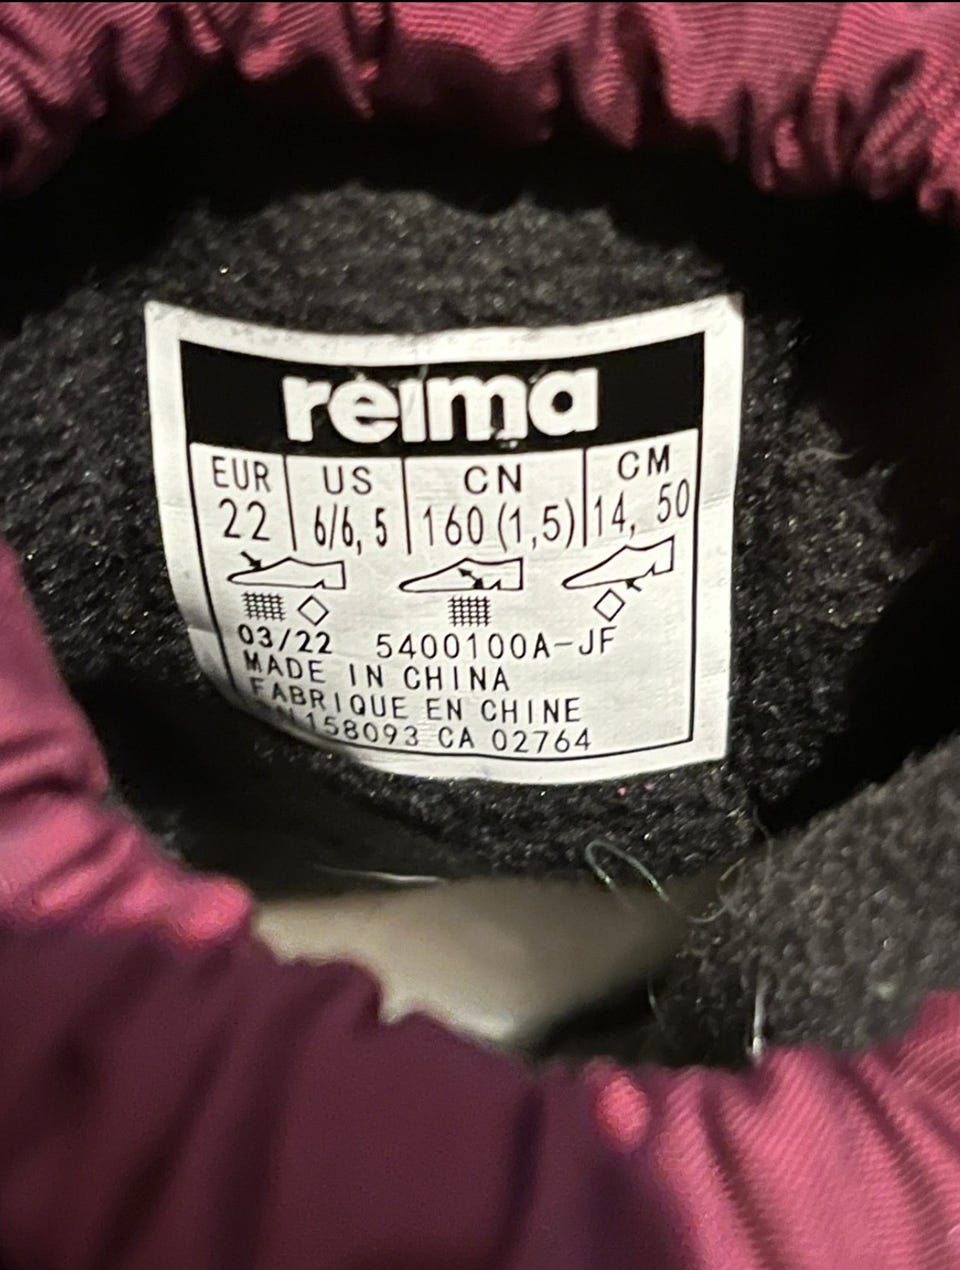 reima
EUR US CN CM
22 6/6,5 160(1,5) 14, 50
03/22 5400100A-JF
MADE IN CHINA
FABRIQUE EN CHINE
158093 CA 02764